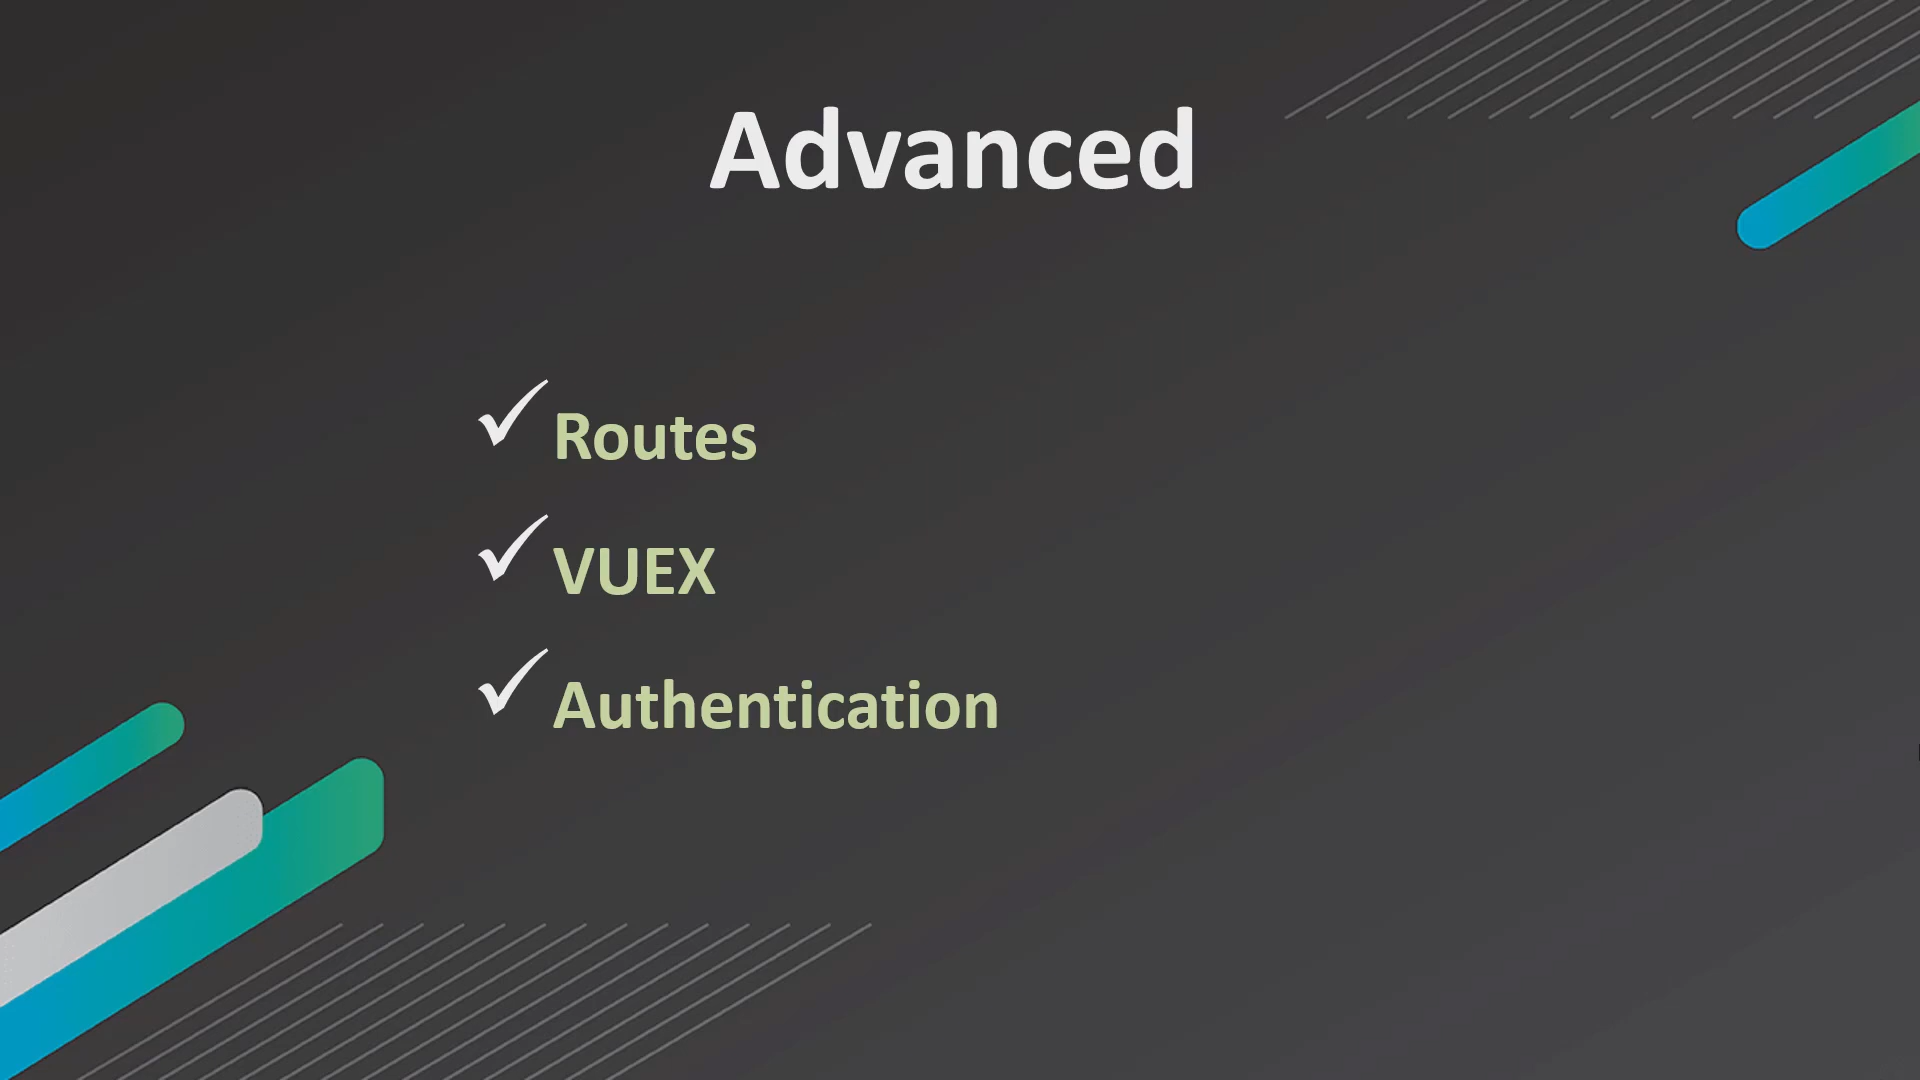 Advanced
✓ Routes
✓ VUEX
✓ Authentication